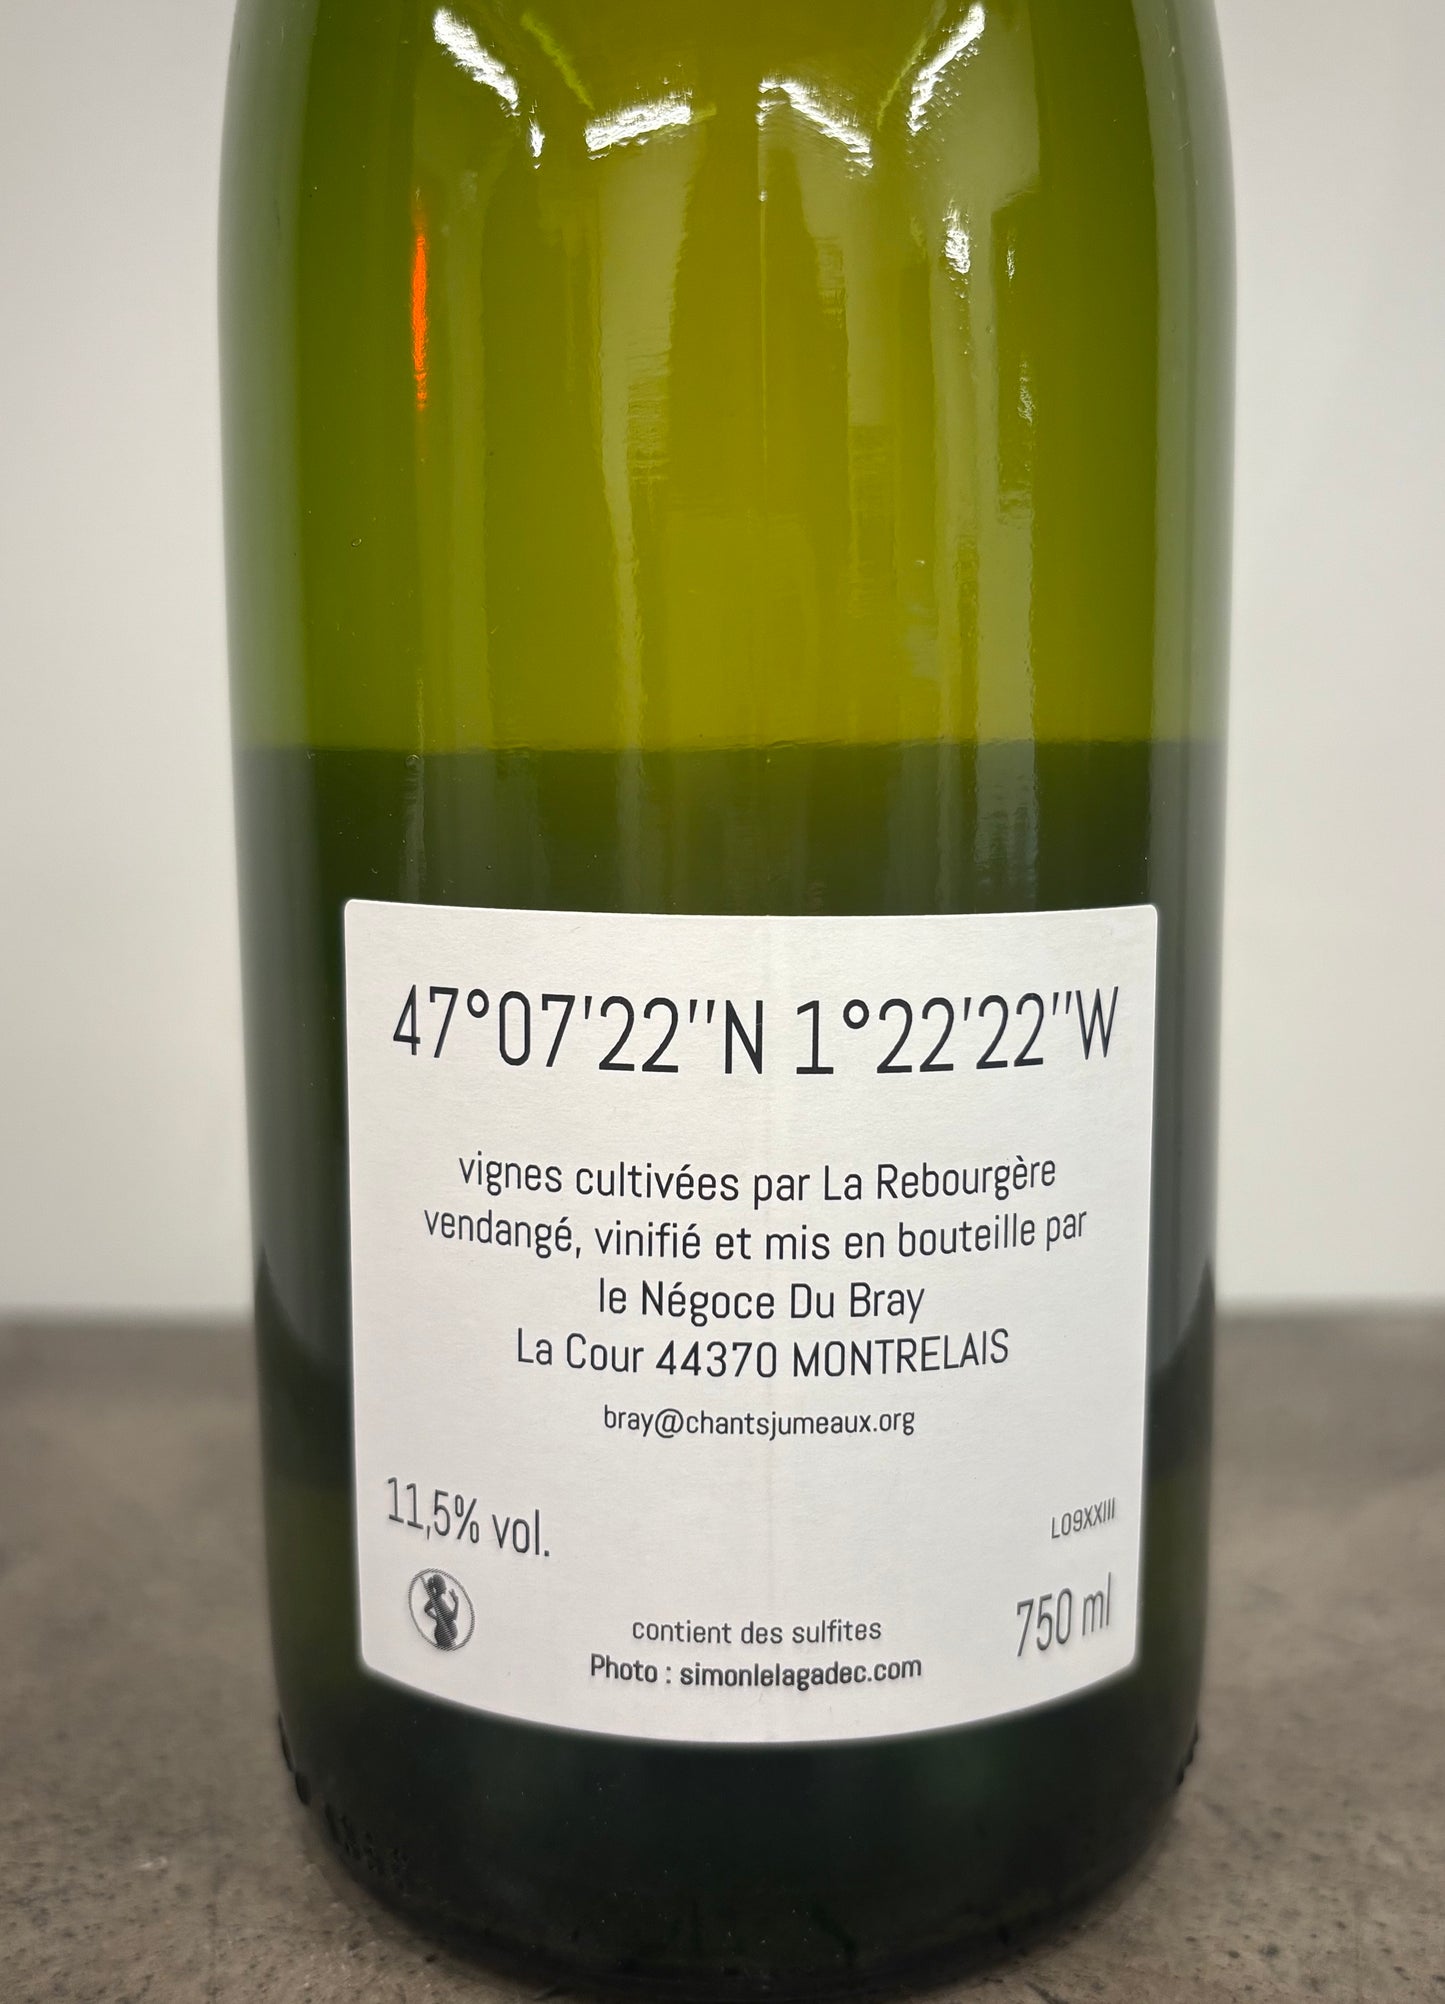 47°07'22"N 1°22'22"W
vignes cultivées par La Rebourgère
vendangé, vinifié et mis en bouteille par
le Négoce Du Bray
La Cour 44370 MONTRELAIS
bray@chantsjumeaux.org
11,5% vol.
L09XXIII
750 ml
contient des sulfites
Photo : simonlelagadec.com